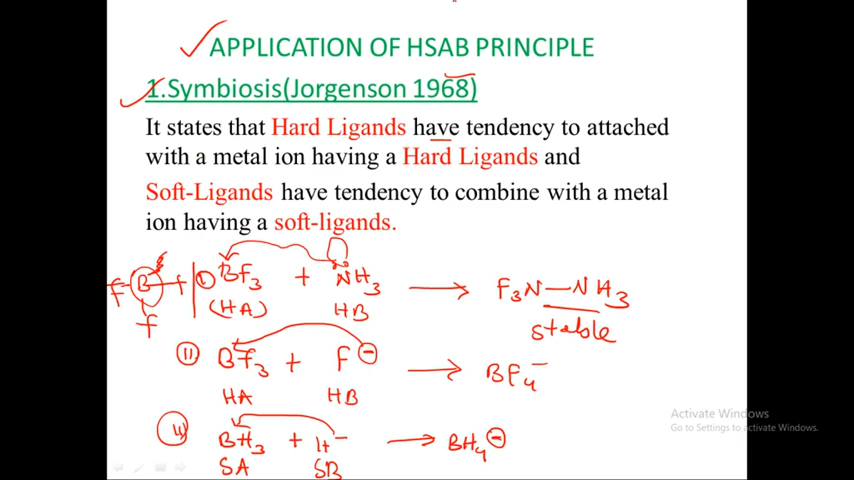 APPLICATION OF HSAB PRINCIPLE
1.Symbiosis(Jorgenson 1968)
It states that Hard Ligands have tendency to attached
with a metal ion having a Hard Ligands and
Soft-Ligands have tendency to combine with a metal
ion having a soft-ligands.
f B f
f
① BF3 + NH3 → F3N—NH3
(HA) HB stable
(11) BF3 + F⊖ → BF4−
HA HB
BH3 + H− → BH4⊖
SA SB
Activate Windows
Go to Settings to activate Windows.